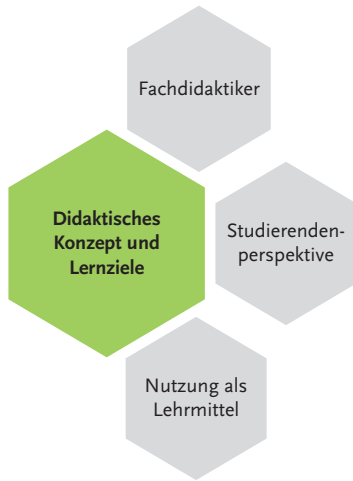 Fachdidaktiker
Didaktisches
Konzept und
Lernziele
Studierenden-
perspektive
Nutzung als
Lehrmittel